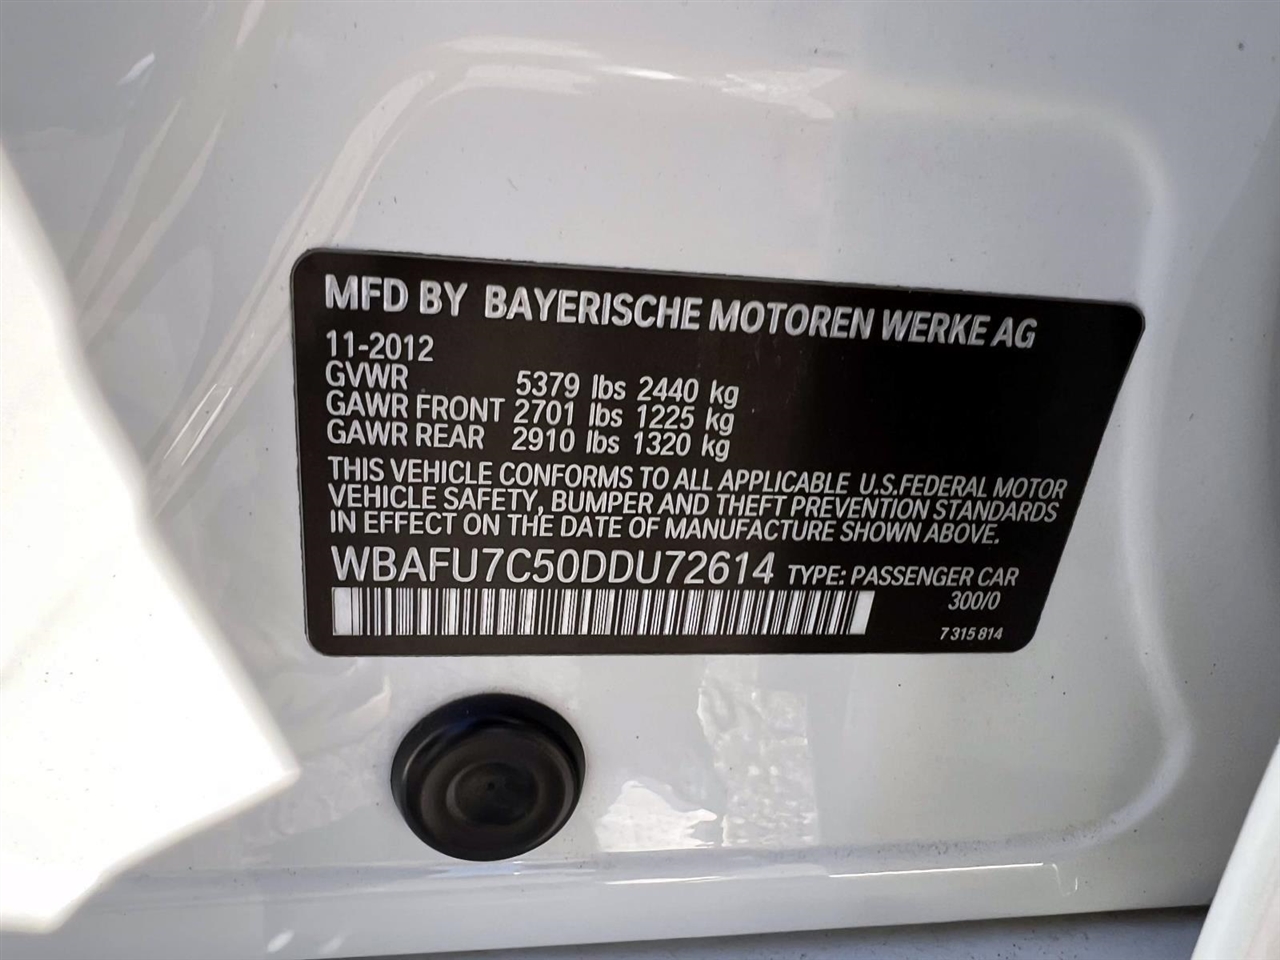 MFD BY BAYERISCHE MOTOREN WERKE AG
11-2012
GVWR 5379 lbs 2440 kg
GAWR FRONT 2701 lbs 1225 kg
GAWR REAR 2910 lbs 1320 kg
THIS VEHICLE CONFORMS TO ALL APPLICABLE U.S.FEDERAL MOTOR
VEHICLE SAFETY, BUMPER AND THEFT PREVENTION STANDARDS
IN EFFECT ON THE DATE OF MANUFACTURE SHOWN ABOVE.
WBAFU7C50DDU72614 TYPE: PASSENGER CAR
300/0
7 315 814